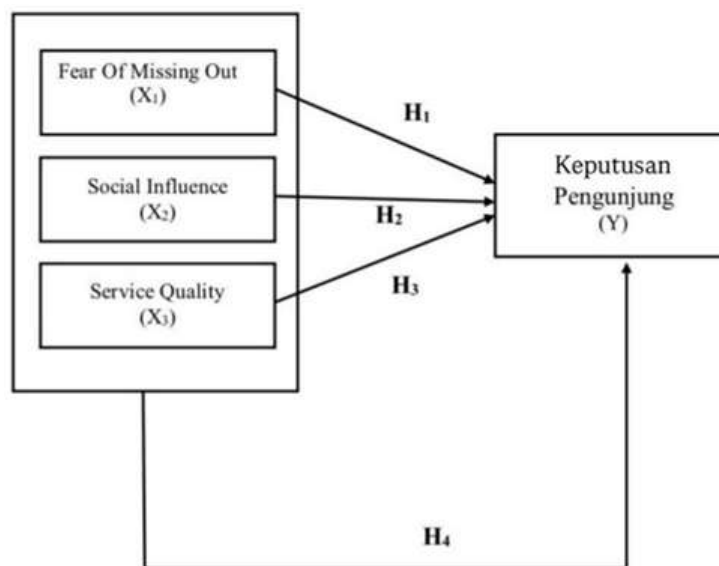 Fear Of Missing Out
(X₁)
H₁
Social Influence
(X₂)
H₂
Service Quality
(X₃)
H₃
Keputusan
Pengunjung
(Y)
H₄